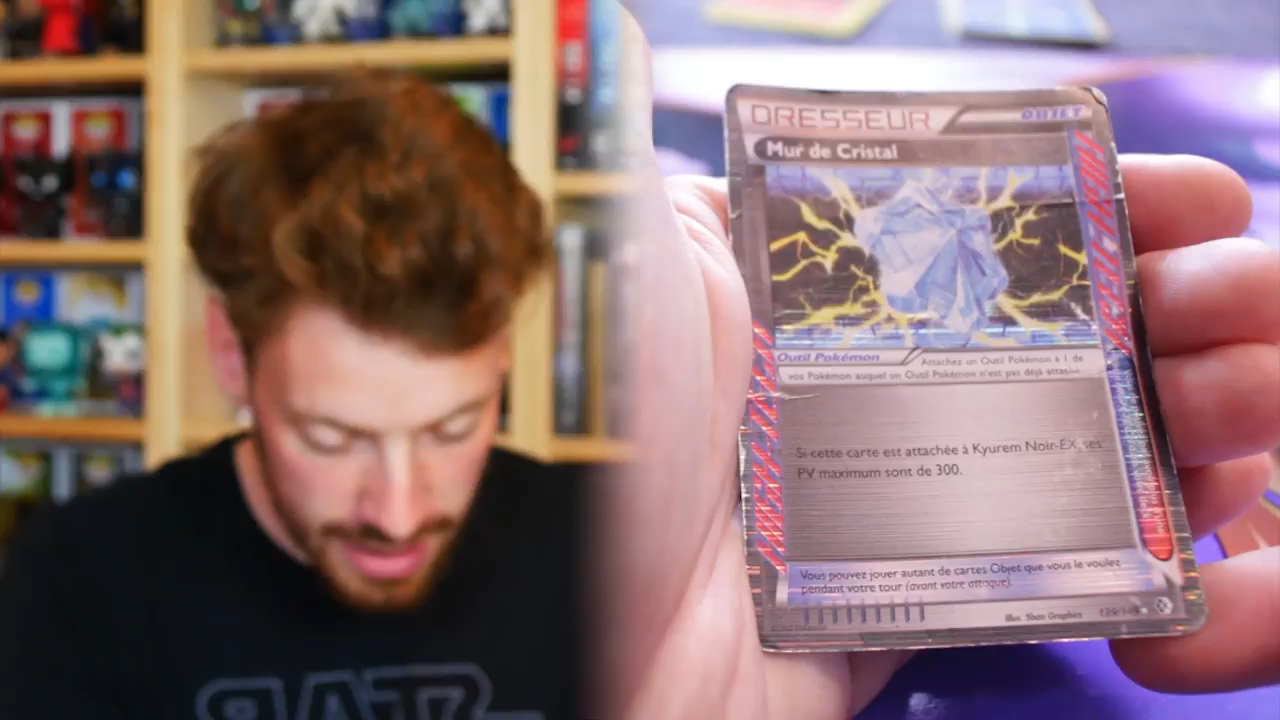 DRESSEUR
OBJET
Mur de Cristal
Outil Pokémon
Attachez un Outil Pokémon à 1 de
vos Pokémon auquel un Outil Pokémon n'est pas déjà attaché.
Si cette carte est attachée à Kyurem Noir-EX, ses
PV maximum sont de 300.
Vous pouvez jouer autant de cartes Objet que vous le voulez
pendant votre tour (avant votre attaque).
Illus. 5ban Graphics
STAR